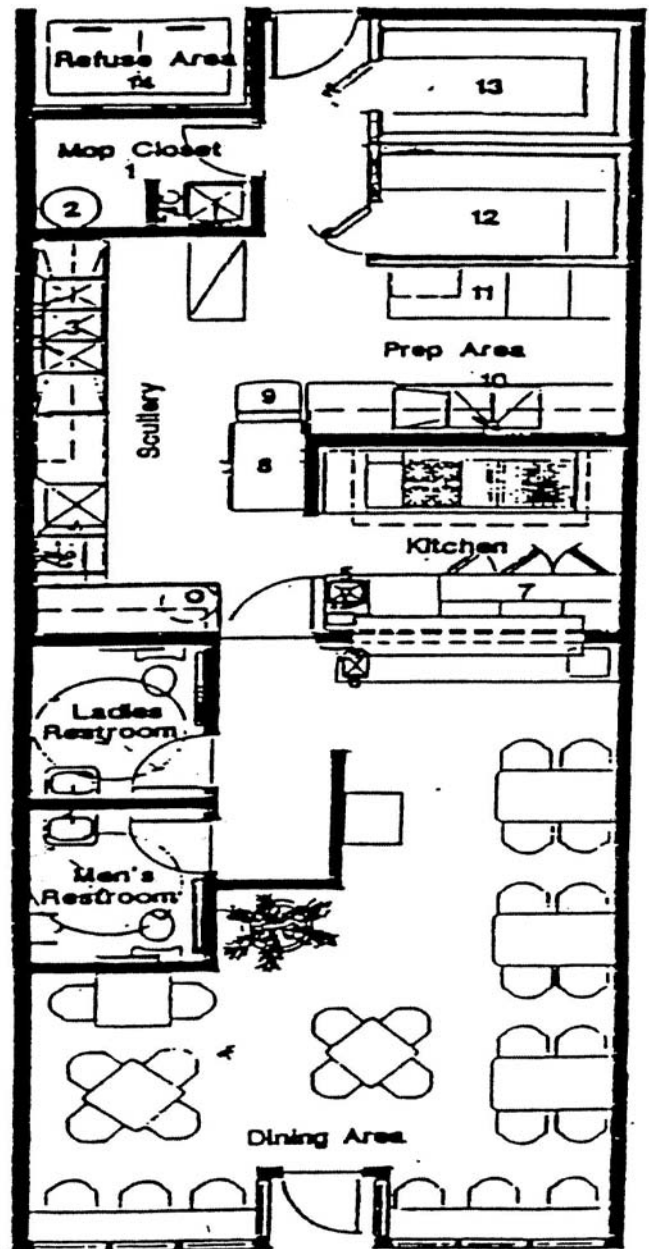 Refuse Area
14
13
Mop Closet
1
2
12
11
3
Prep Area
10
Scullery
9
8
Kitchen
7
Ladies
Restroom
Men's
Restroom
Dining Area